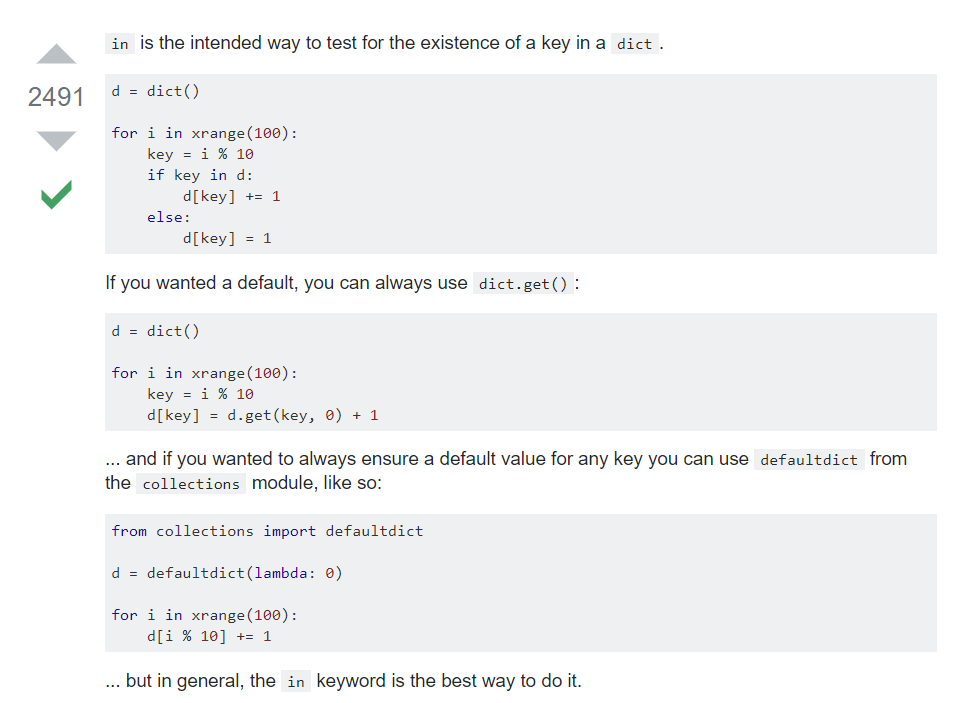 in is the intended way to test for the existence of a key in a dict.
2491
d = dict()
for i in xrange(100):
    key = i % 10
    if key in d:
        d[key] += 1
    else:
        d[key] = 1
If you wanted a default, you can always use dict.get():
d = dict()
for i in xrange(100):
    key = i % 10
    d[key] = d.get(key, 0) + 1
... and if you wanted to always ensure a default value for any key you can use defaultdict from
the collections module, like so:
from collections import defaultdict
d = defaultdict(lambda: 0)
for i in xrange(100):
    d[i % 10] += 1
... but in general, the in keyword is the best way to do it.